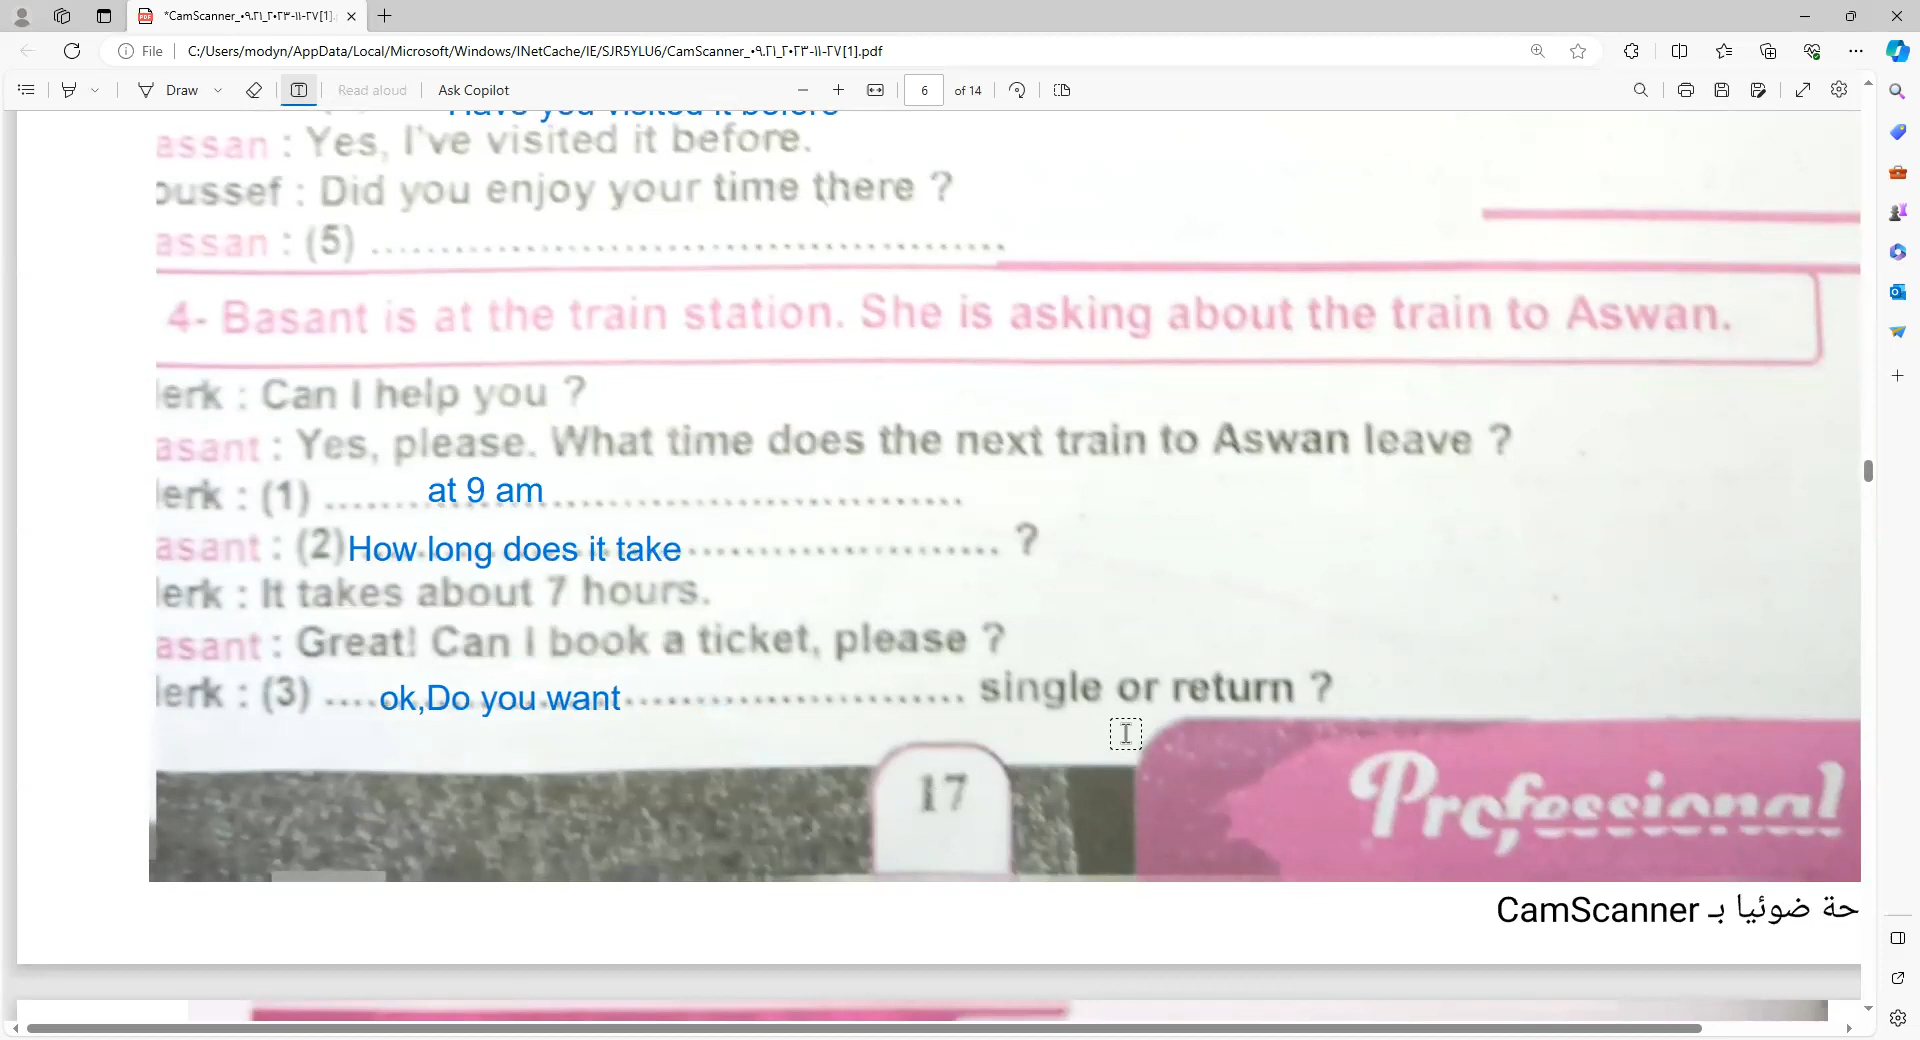 *CamScanner_٠٩.٢١_٢٠٢٣-١١-٢٧[1].
File
C:/Users/modyn/AppData/Local/Microsoft/Windows/INetCache/IE/SJR5YLU6/CamScanner_٠٩.٢١_٢٠٢٣-١١-٢٧[1].pdf
Draw
Read aloud
Ask Copilot
6 of 14
Have you visited it before
assan : Yes, I've visited it before.
oussef : Did you enjoy your time there ?
assan : (5) ................................................
4- Basant is at the train station. She is asking about the train to Aswan.
lerk : Can I help you ?
asant : Yes, please. What time does the next train to Aswan leave ?
lerk : (1) ....... at 9 am ................................
asant : (2)How long does it take ........................ ?
lerk : It takes about 7 hours.
asant : Great! Can I book a ticket, please ?
lerk : (3) ....ok,Do you want .......................... single or return ?
17
Professional
حة ضوئيا بـ CamScanner